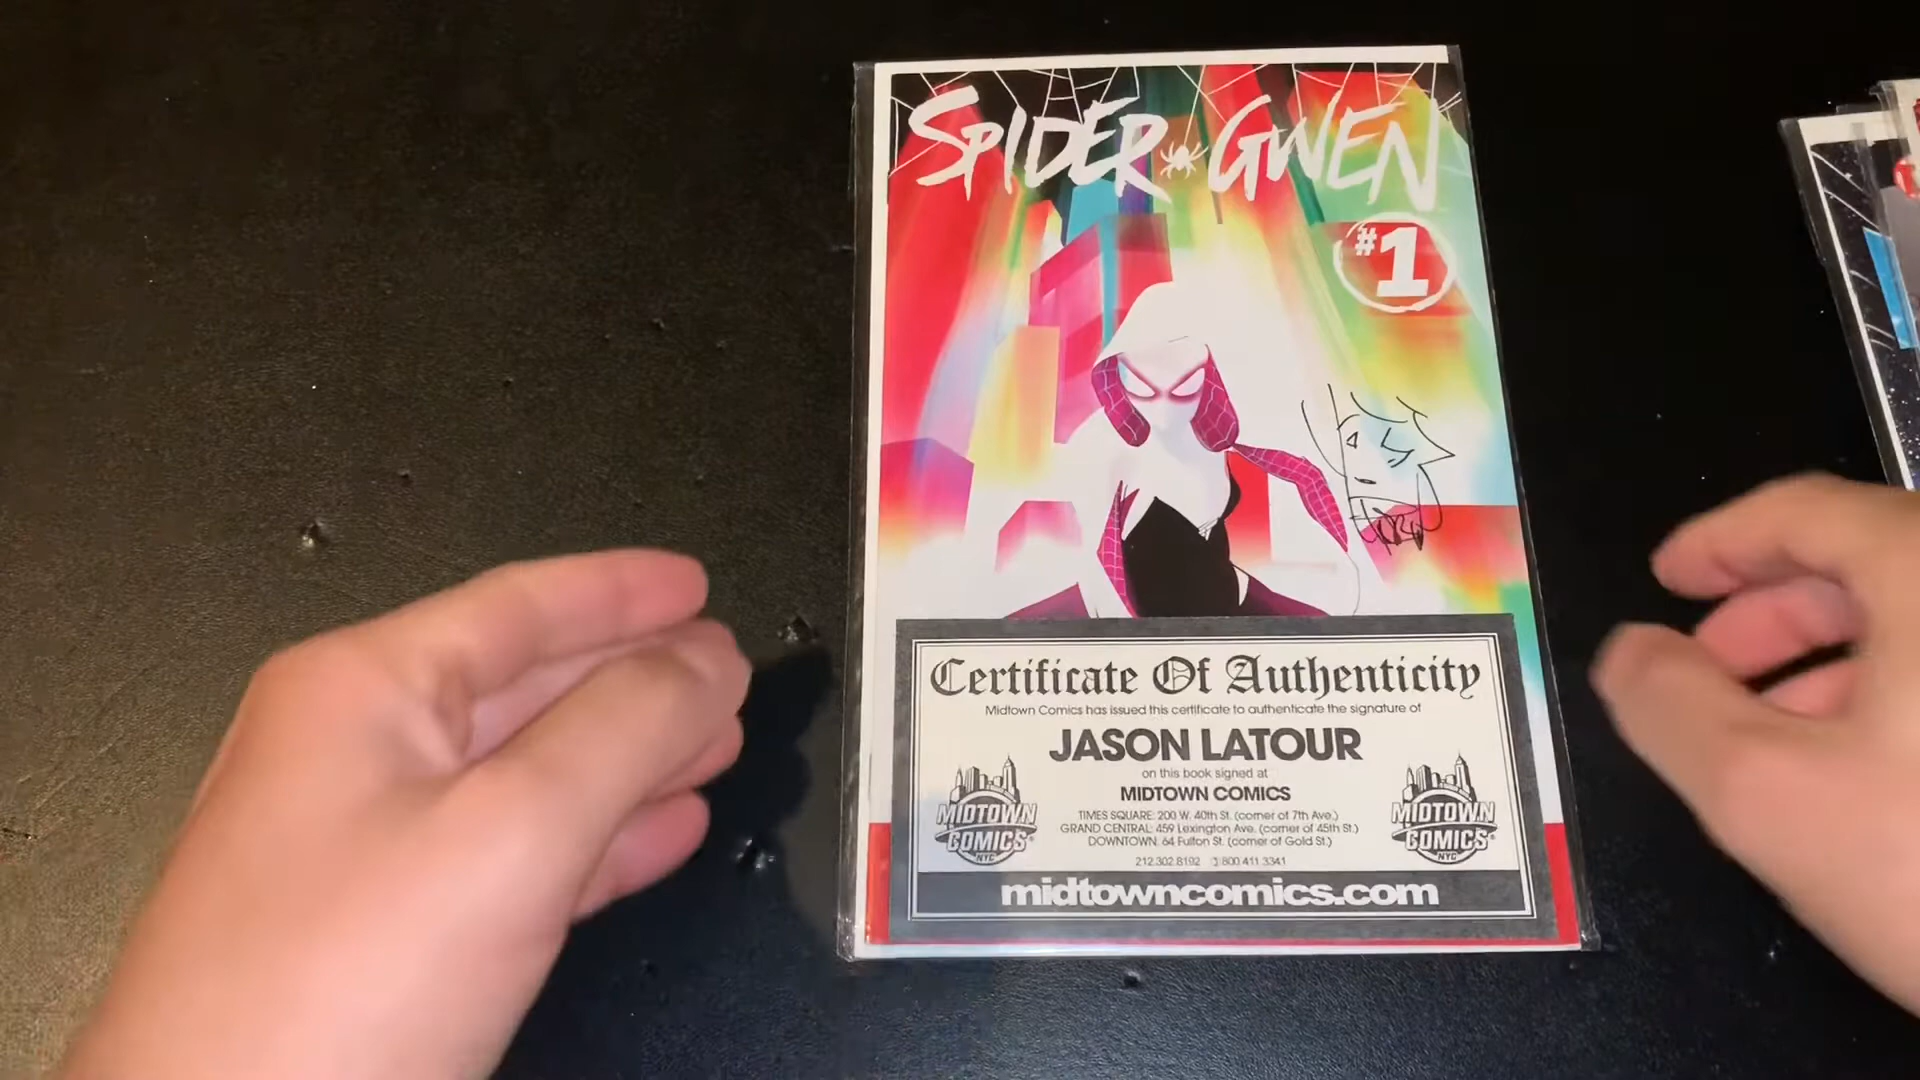 SPIDER GWEN
#1
Certificate Of Authenticity
Midtown Comics has issued this certificate to authenticate the signature of
JASON LATOUR
on this book signed at
MIDTOWN COMICS
TIMES SQUARE: 200 W. 40th St. (corner of 7th Ave.)
GRAND CENTRAL: 459 Lexington Ave. (corner of 45th St.)
DOWNTOWN: 64 Fulton St. (corner of Gold St.)
212.302.8192 800.411.3341
midtowncomics.com
MIDTOWN
COMICS
NYC
MIDTOWN
COMICS
NYC